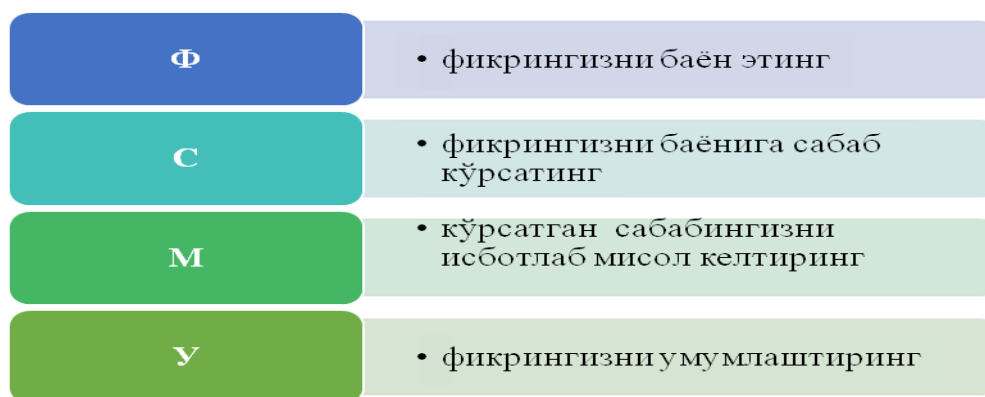 Ф
• фикрингизни баён этинг
С
• фикрингизни баёнига сабаб
кўрсатинг
М
• кўрсатган сабабингизни
исботлаб мисол келтиринг
У
• фикрингизни умумлаштиринг